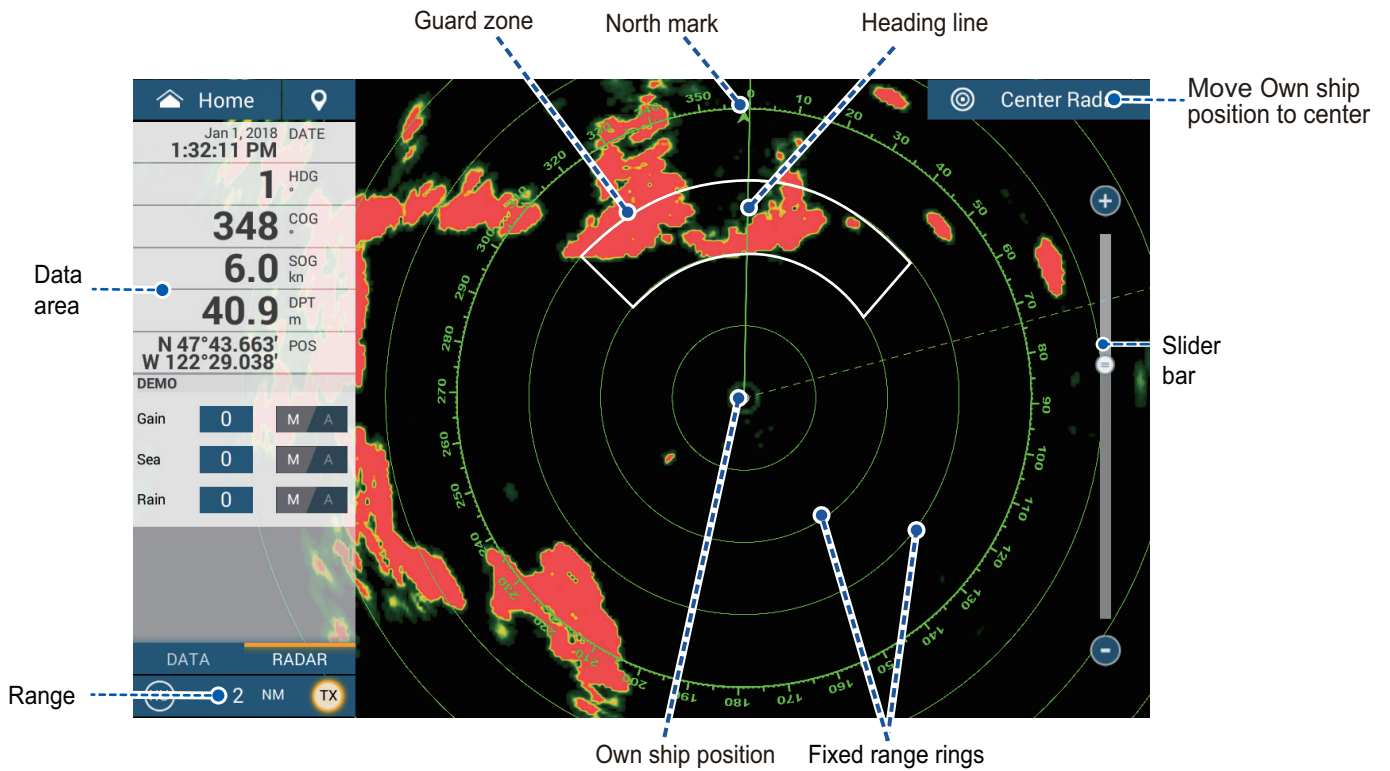 Guard zone
North mark
Heading line
Home
Center Rada
Move Own ship
position to center
Jan 1, 2018 DATE
1:32:11 PM
1 HDG
°
348 COG
°
6.0 SOG
kn
40.9 DPT
m
N 47°43.663' POS
W 122°29.038'
DEMO
Gain 0 M A
Sea 0 M A
Rain 0 M A
DATA RADAR
2 NM TX
Data
area
Range
Slider
bar
Own ship position
Fixed range rings
350 0 10 20 30 40 50 60 70 80 90 100 110 120 130 140 150 160 170 180 190 200 210 220 230 240 250 260 270 280 290 300 320
+
-